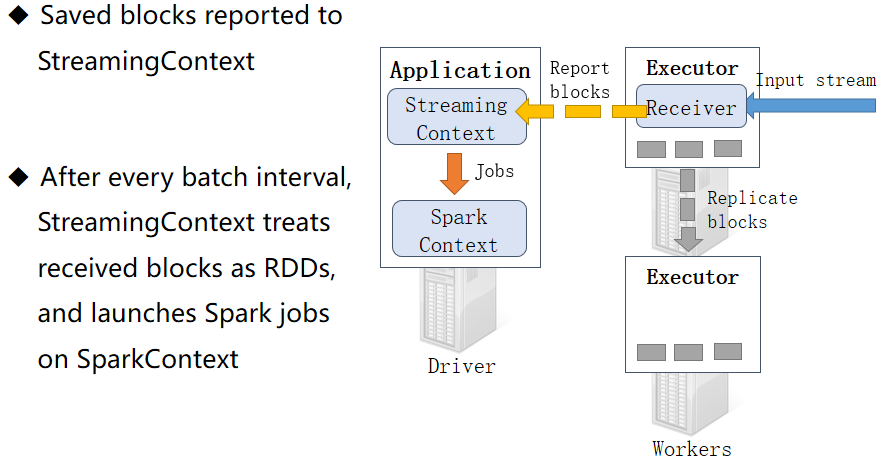 ◆ Saved blocks reported to
StreamingContext
◆ After every batch interval,
StreamingContext treats
received blocks as RDDs,
and launches Spark jobs
on SparkContext
Application
Streaming
Context
Jobs
Spark
Context
Driver
Report
blocks
Executor
Receiver
Input stream
Replicate
blocks
Executor
Workers